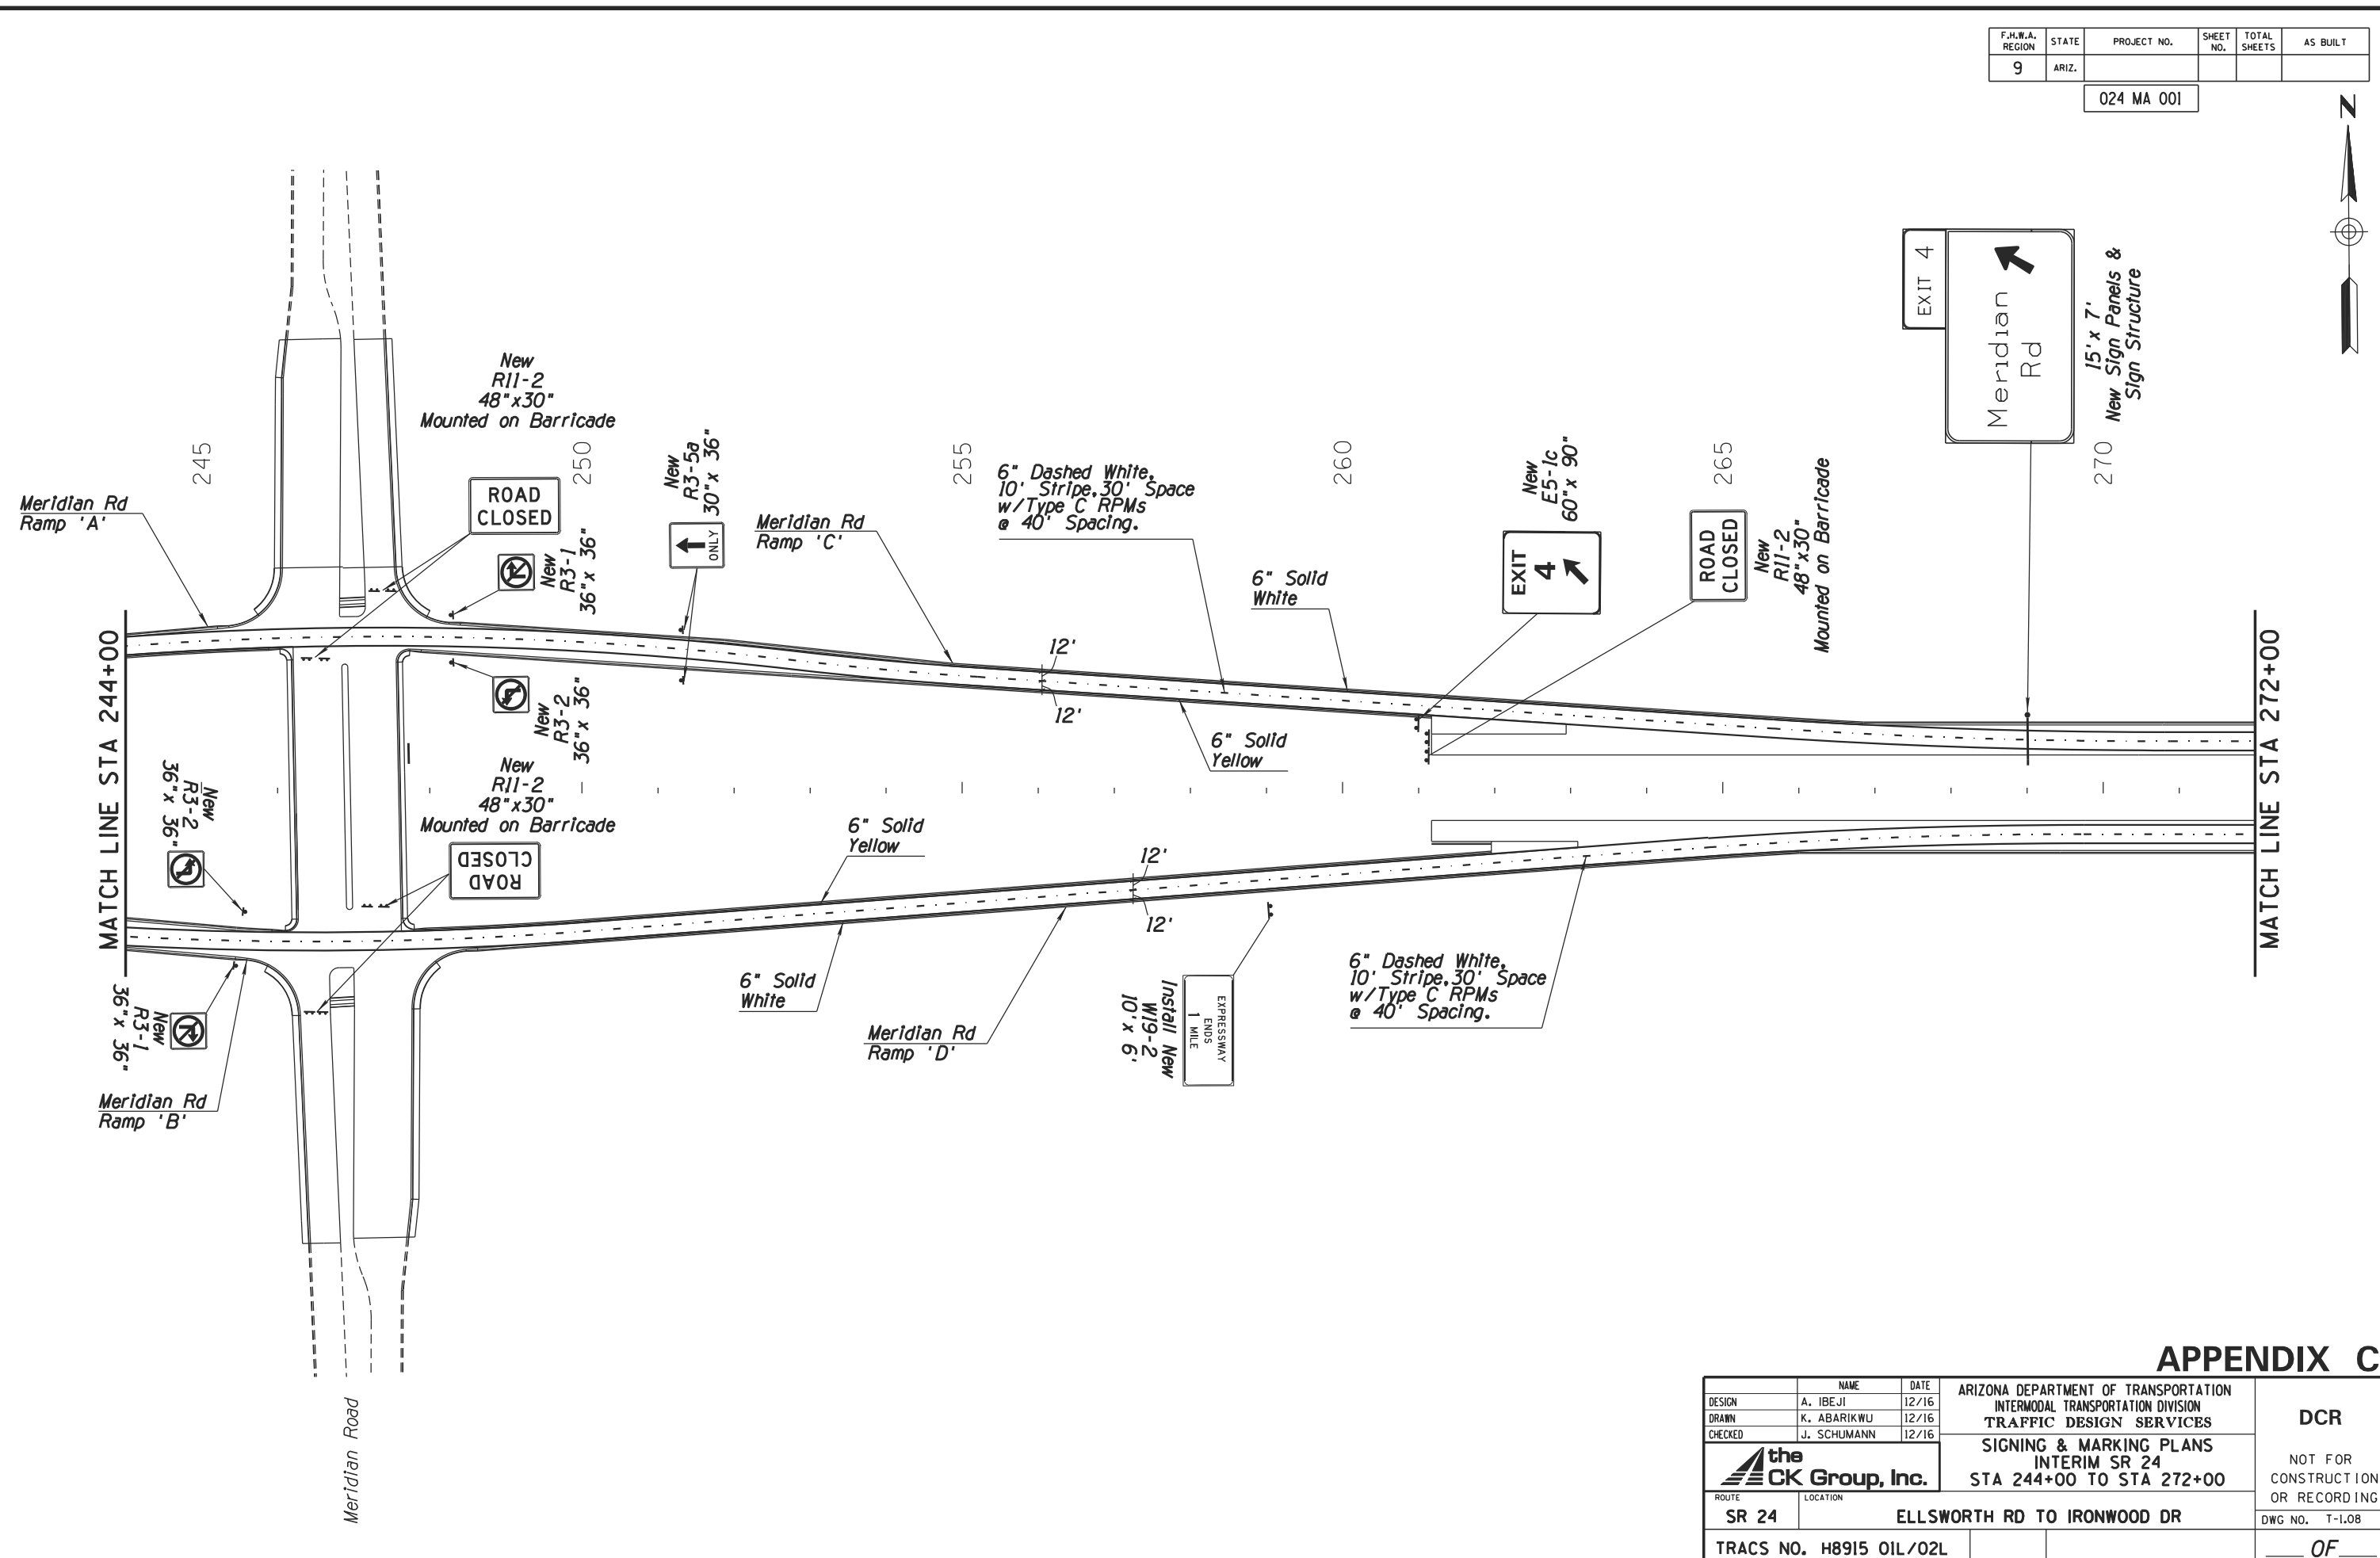 F.H.W.A. REGION
STATE
PROJECT NO.
SHEET NO.
TOTAL SHEETS
AS BUILT
9
ARIZ.
024 MA 001
N
EXIT 4
Meridian
Rd
15' x 7'
New Sign Panels &
Sign Structure
New
R11-2
48"x30"
Mounted on Barricade
245
250
255
260
265
270
Meridian Rd
Ramp 'A'
ROAD
CLOSED
New
R3-1
36"x 36"
New
R3-5a
30"x 36"
ONLY
Meridian Rd
Ramp 'C'
6" Dashed White,
10' Stripe,30' Space
w/Type C RPMs
@ 40' Spacing.
6" Solid
White
New
E5-1c
60"x 90"
EXIT
4
ROAD
CLOSED
New
R11-2
48"x30"
Mounted on Barricade
MATCH LINE STA 244+00
MATCH LINE STA 272+00
12'
12'
6" Solid
Yellow
New
R3-2
36"x 36"
New
R3-2
36"x 36"
New
R11-2
48"x30"
Mounted on Barricade
ROAD
CLOSED
6" Solid
Yellow
12'
12'
6" Solid
White
Meridian Rd
Ramp 'D'
Install New
W19-2
10'x 6'
EXPRESSWAY
ENDS
1 MILE
6" Dashed White,
10' Stripe,30' Space
w/Type C RPMs
@ 40' Spacing.
New
R3-1
36"x 36"
Meridian Rd
Ramp 'B'
Meridian Road
APPENDIX C
NAME
DATE
DESIGN
A. IBEJI
12/16
DRAWN
K. ABARIKWU
12/16
CHECKED
J. SCHUMANN
12/16
ARIZONA DEPARTMENT OF TRANSPORTATION
INTERMODAL TRANSPORTATION DIVISION
TRAFFIC DESIGN SERVICES
the
CK Group, Inc.
SIGNING & MARKING PLANS
INTERIM SR 24
STA 244+00 TO STA 272+00
DCR
NOT FOR
CONSTRUCTION
OR RECORDING
ROUTE
SR 24
LOCATION
ELLSWORTH RD TO IRONWOOD DR
DWG NO. T-1.08
TRACS NO. H8915 01L/02L
OF